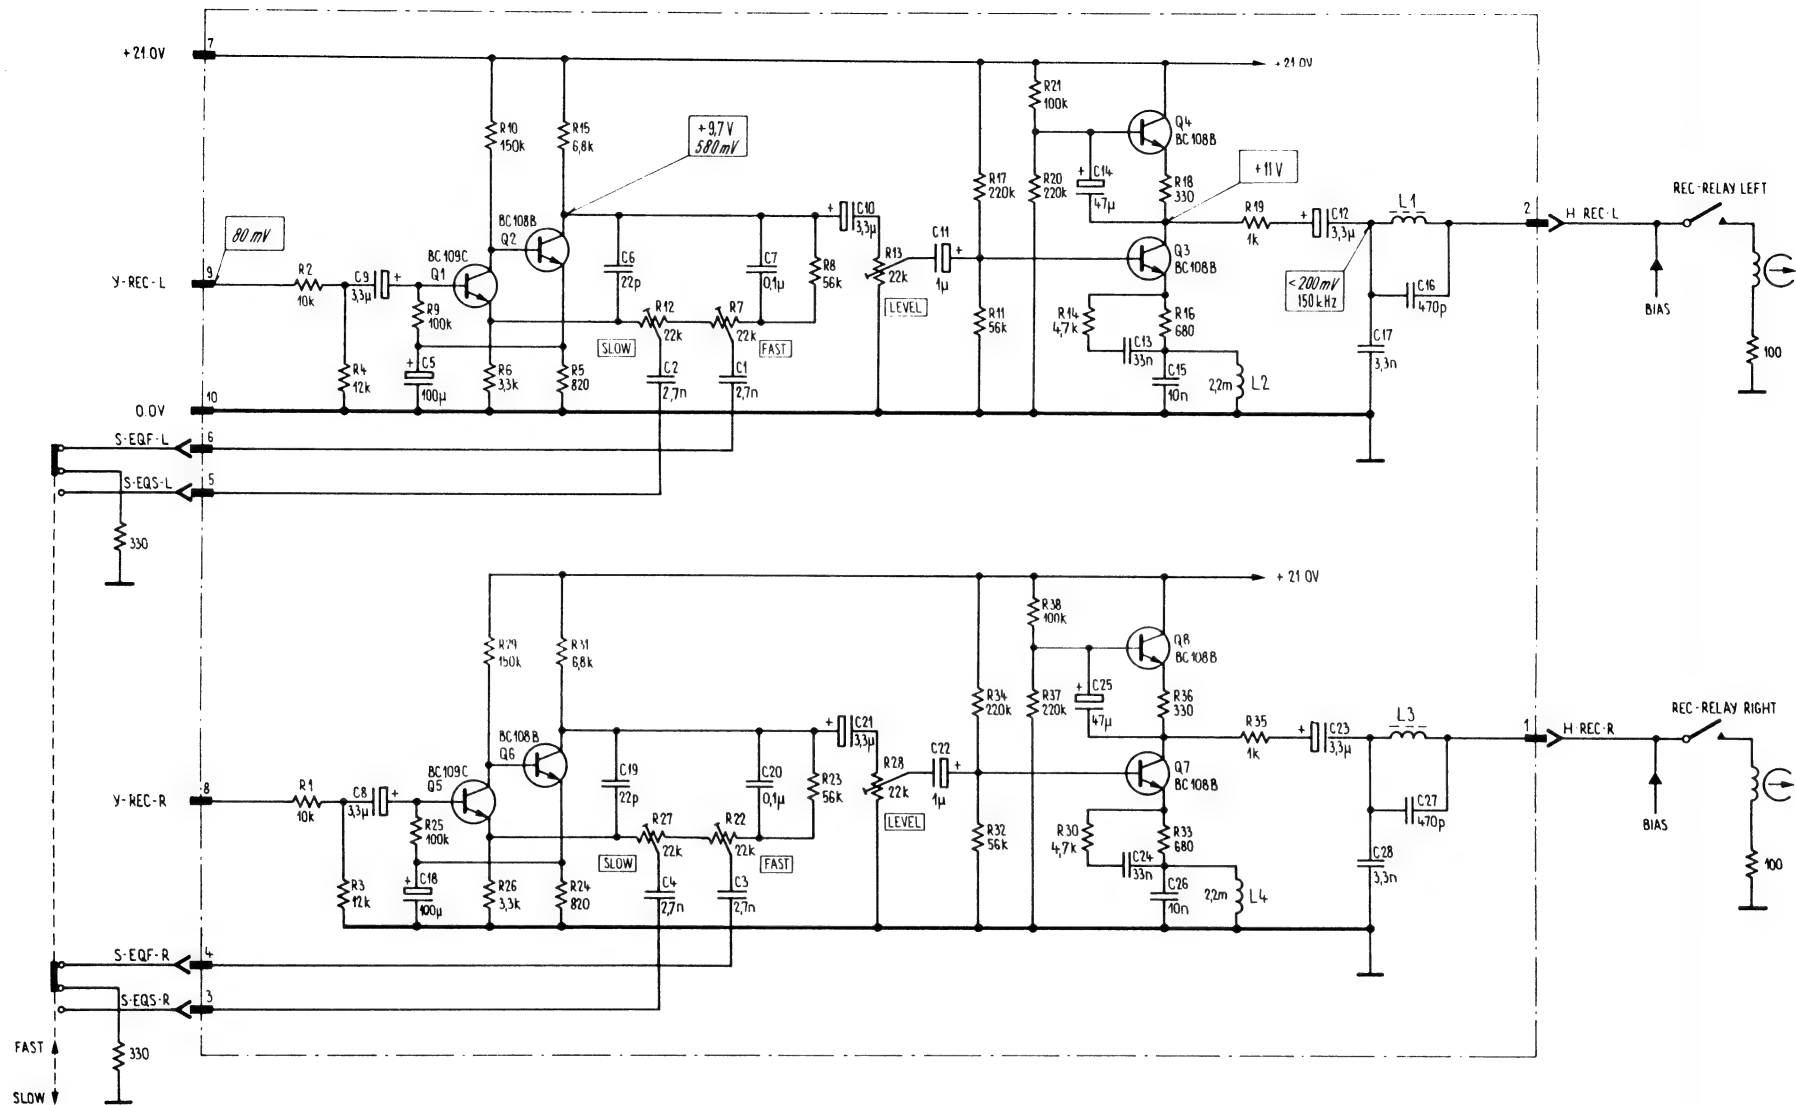 +21.0V
7
+21.0V
R10
150k
R15
6,8k
+9,7V
580mV
R21
100k
Q4
BC108B
R17
220k
R20
220k
+
C14
47µ
R18
330
+11V
REC-RELAY LEFT
80mV
Y-REC-L
9
R2
10k
C9
+
3,3µ
BC109C
Q1
BC108B
Q2
R9
100k
+
C5
100µ
R4
12k
R6
3,3k
R5
820
C6
22p
C7
0,1µ
R8
56k
R12
22k
R7
22k
SLOW
FAST
C2
2,7n
C1
2,7n
+
C10
3,3µ
R13
22k
LEVEL
C11
+
1µ
R11
56k
Q3
BC108B
R14
4,7k
R16
680
C13
33n
C15
10n
2,2m
L2
R19
1k
+
C12
3,3µ
L1
<200mV
150kHz
C16
470p
C17
3,3n
2
H-REC-L
BIAS
100
0.0V
10
S-EQF-L
6
S-EQS-L
5
330
+21.0V
R29
150k
R31
6,8k
R38
100k
Q8
BC108B
R34
220k
R37
220k
+
C25
47µ
R36
330
REC-RELAY RIGHT
Y-REC-R
8
R1
10k
C8
+
3,3µ
BC109C
Q5
BC108B
Q6
R25
100k
+
C18
100µ
R3
12k
R26
3,3k
R24
820
C19
22p
C20
0,1µ
R23
56k
R27
22k
R22
22k
SLOW
FAST
C4
2,7n
C3
2,7n
+
C21
3,3µ
R28
22k
LEVEL
C22
+
1µ
R32
56k
Q7
BC108B
R30
4,7k
R33
680
C24
33n
C26
10n
2,2m
L4
R35
1k
+
C23
3,3µ
L3
C27
470p
C28
3,3n
1
H-REC-R
BIAS
100
S-EQF-R
4
S-EQS-R
3
330
FAST
SLOW